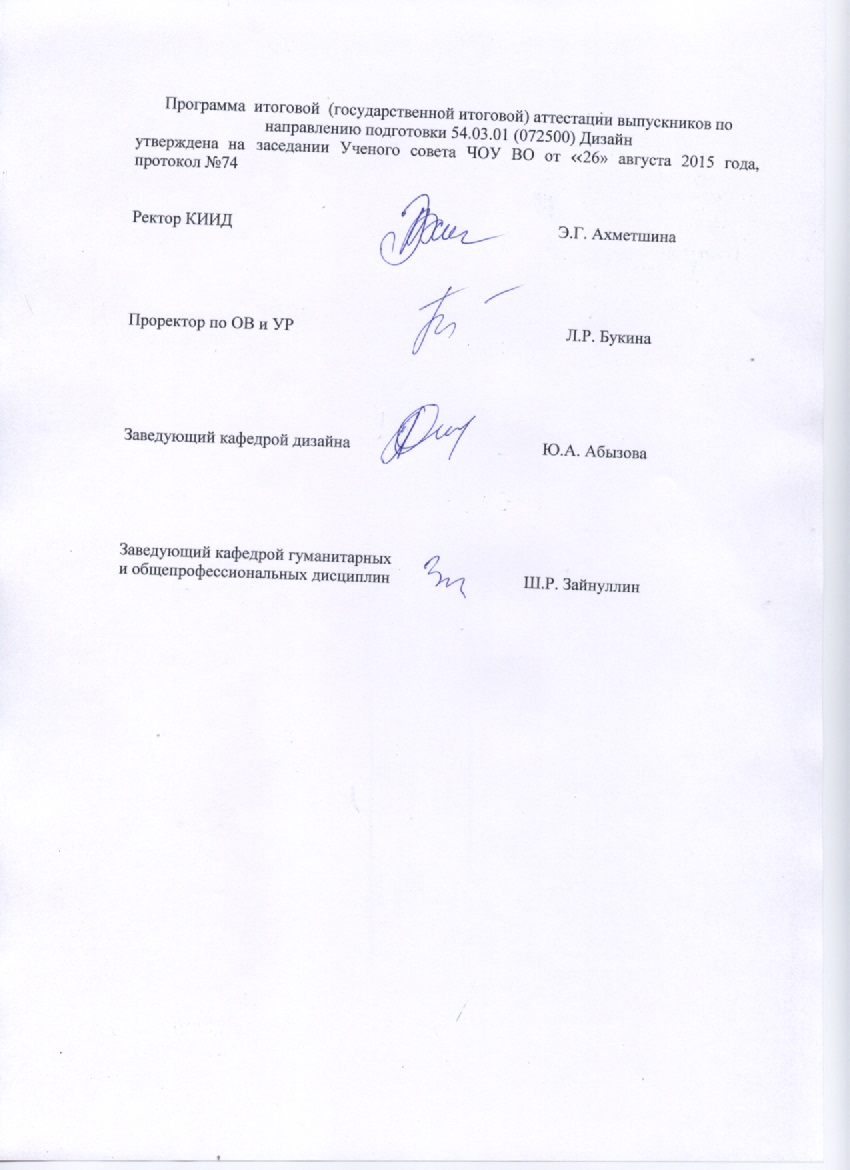 Программа итоговой (государственной итоговой) аттестации выпускников по
направлению подготовки 54.03.01 (072500) Дизайн
утверждена на заседании Ученого совета ЧОУ ВО от «26» августа 2015 года,
протокол №74
Ректор КИИД Э.Г. Ахметшина
Проректор по ОВ и УР Л.Р. Букина
Заведующий кафедрой дизайна Ю.А. Абызова
Заведующий кафедрой гуманитарных
и общепрофессиональных дисциплин Ш.Р. Зайнуллин